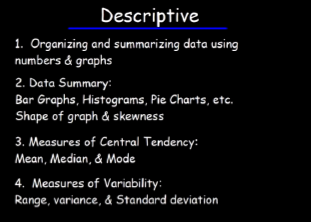 Descriptive
1. Organizing and summarizing data using
numbers & graphs
2. Data Summary:
Bar Graphs, Histograms, Pie Charts, etc.
Shape of graph & skewness
3. Measures of Central Tendency:
Mean, Median, & Mode
4. Measures of Variability:
Range, variance, & Standard deviation